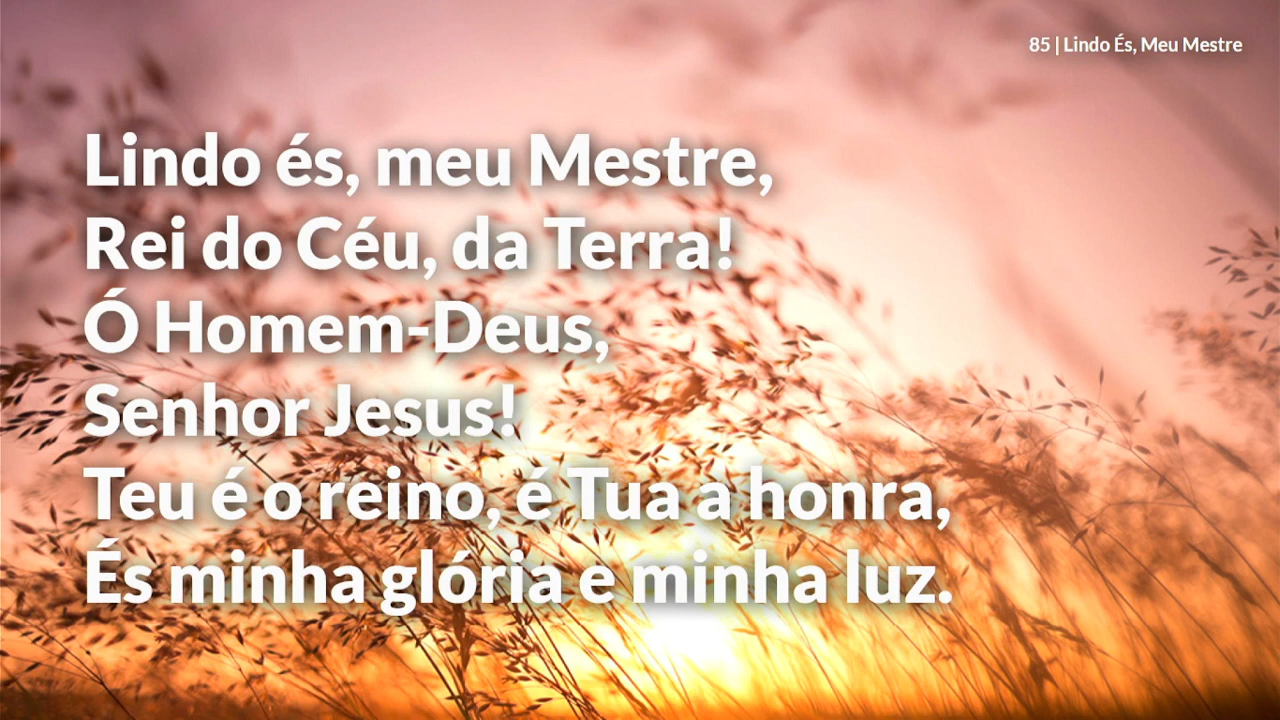 85 | Lindo És, Meu Mestre
Lindo és, meu Mestre,
Rei do Céu, da Terra!
Ó Homem-Deus,
Senhor Jesus!
Teu é o reino, é Tua a honra,
És minha glória e minha luz.